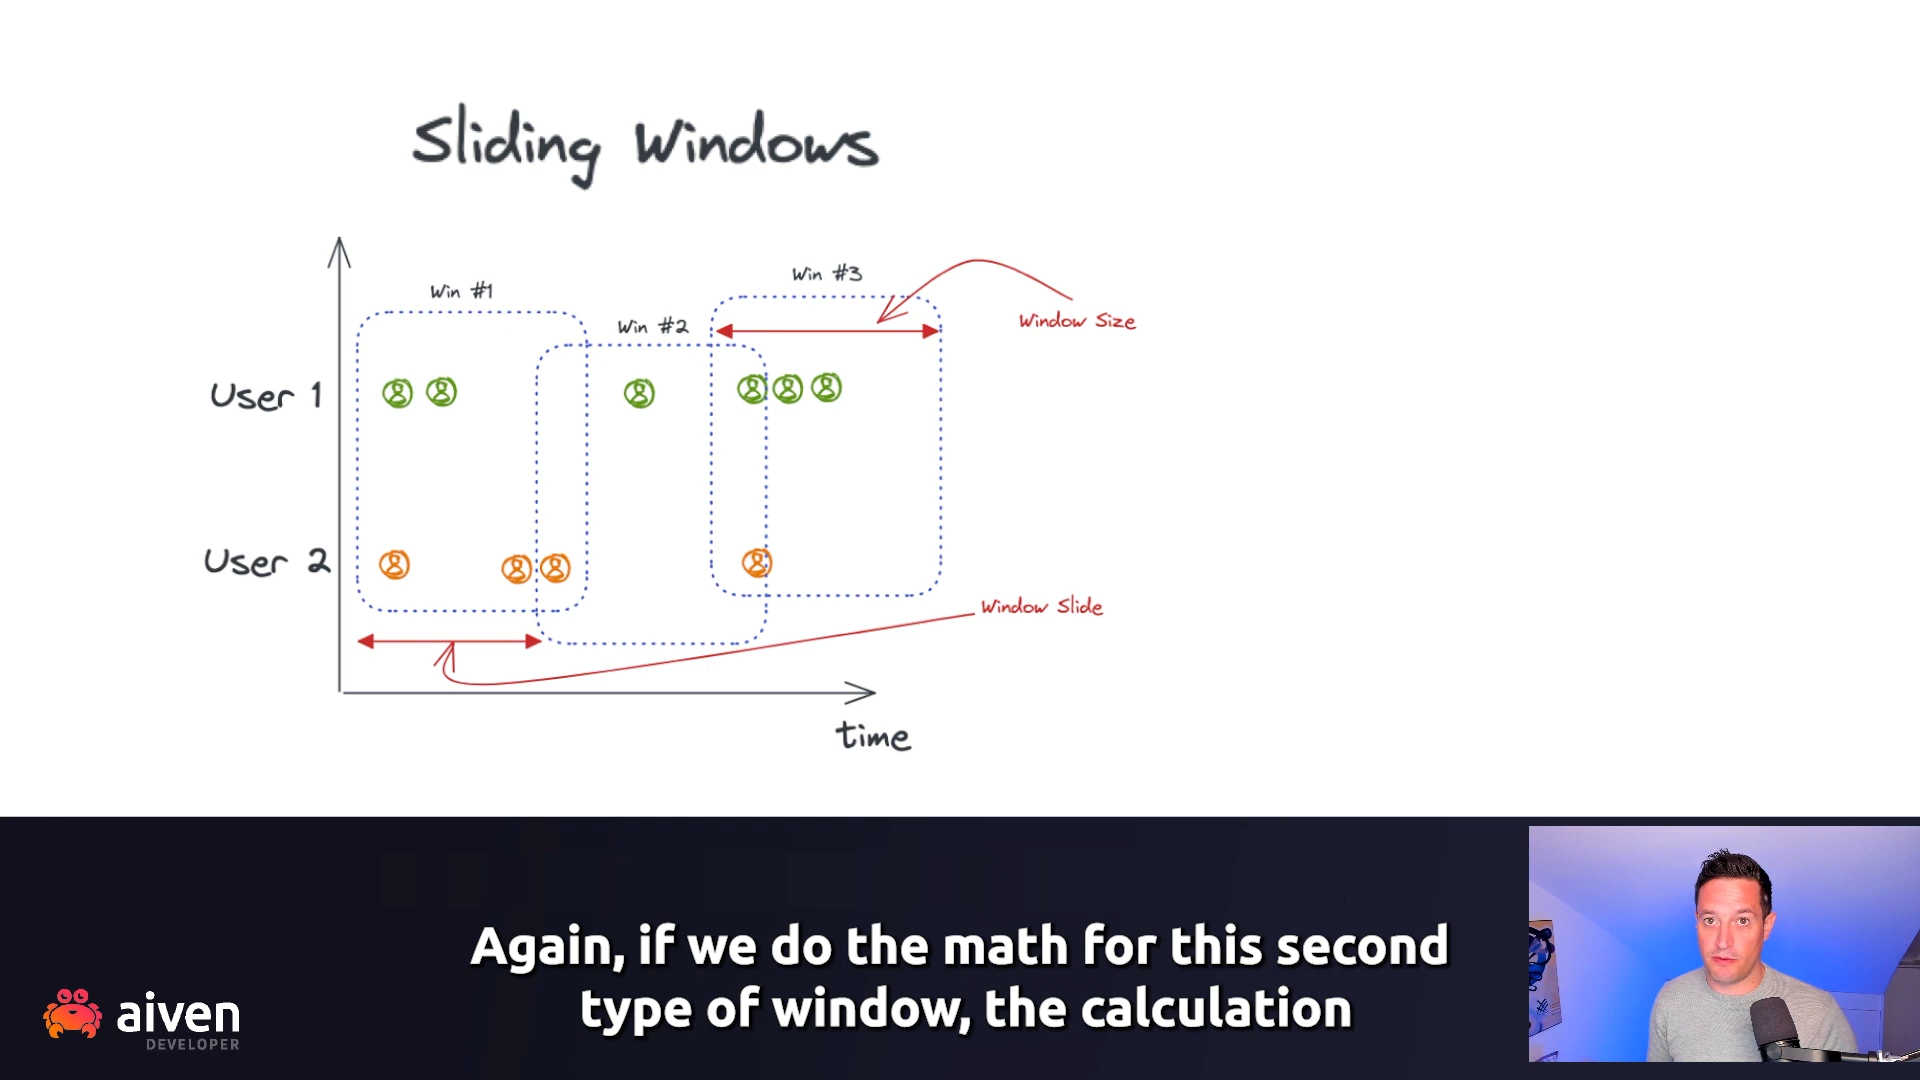 Sliding Windows
Win #3
Win #1
Window Size
Win #2
User 1
User 2
Window Slide
time
Again, if we do the math for this second
type of window, the calculation
aiven
DEVELOPER